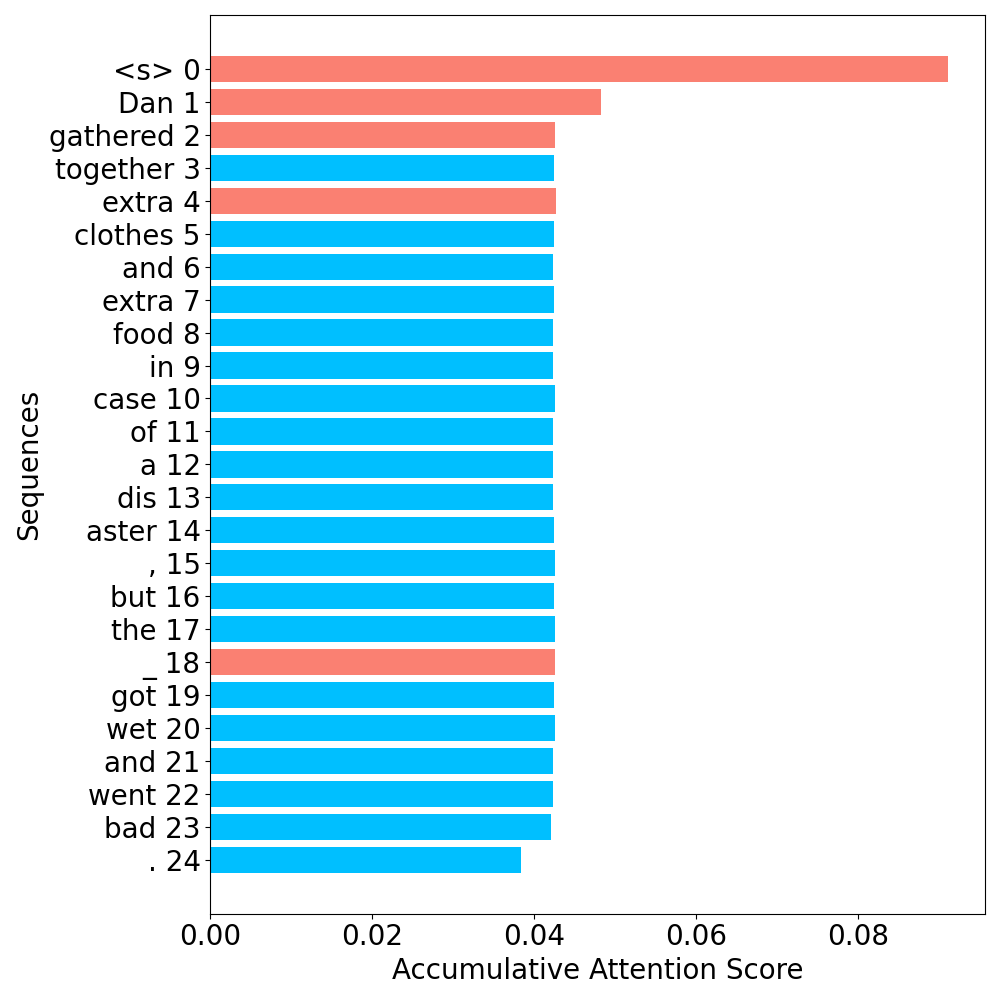 <s> 0
Dan 1
gathered 2
together 3
extra 4
clothes 5
and 6
extra 7
food 8
in 9
case 10
of 11
a 12
dis 13
aster 14
, 15
but 16
the 17
_ 18
got 19
wet 20
and 21
went 22
bad 23
. 24
Sequences
0.00 0.02 0.04 0.06 0.08
Accumulative Attention Score